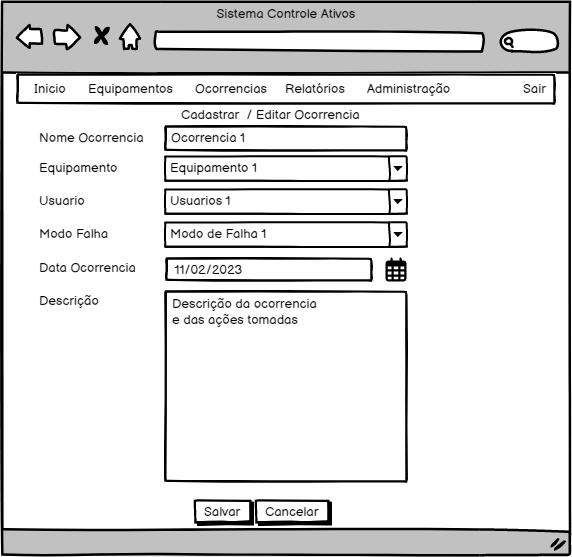 Sistema Controle Ativos
Inicio Equipamentos Ocorrencias Relatórios Administração Sair
Cadastrar / Editar Ocorrencia
Nome Ocorrencia Ocorrencia 1
Equipamento Equipamento 1
Usuario Usuarios 1
Modo Falha Modo de Falha 1
Data Ocorrencia 11/02/2023
Descrição Descrição da ocorrencia
e das ações tomadas
Salvar Cancelar